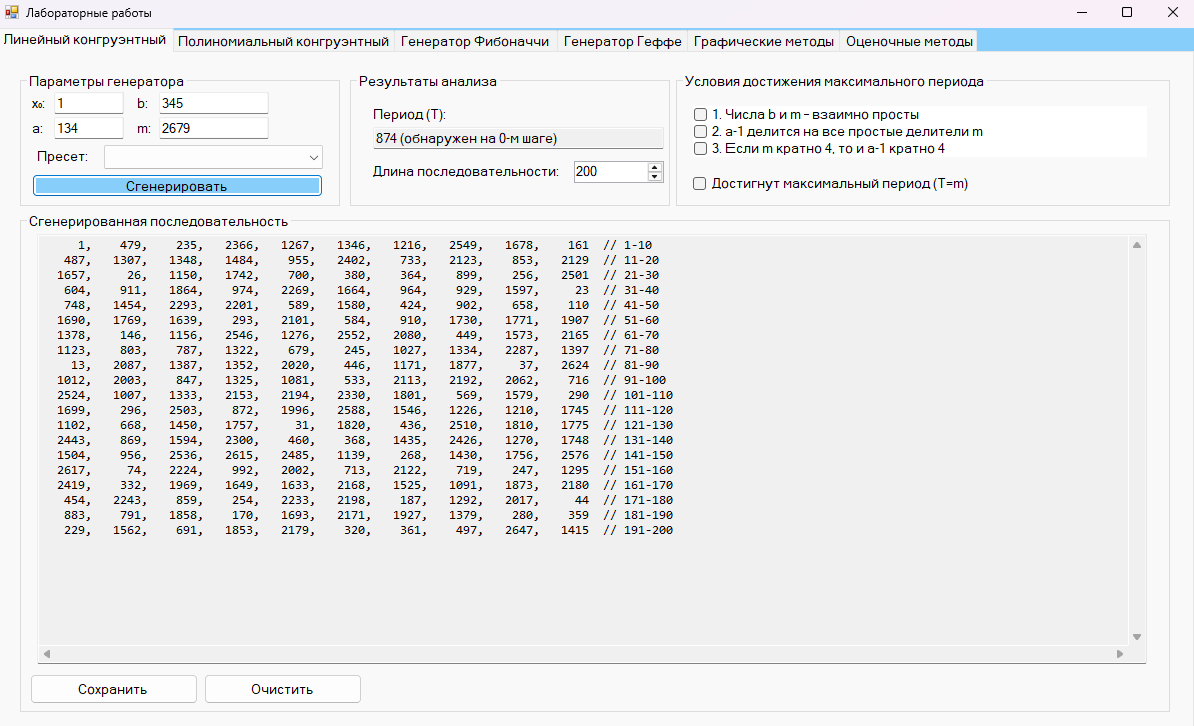 Лабораторные работы
Линейный конгруэнтный Полиномиальный конгруэнтный Генератор Фибоначчи Генератор Геффе Графические методы Оценочные методы
Параметры генератора
x₀: 1 b: 345
a: 134 m: 2679
Пресет:
Сгенерировать
Результаты анализа
Период (T):
874 (обнаружен на 0-м шаге)
Длина последовательности: 200
Условия достижения максимального периода
1. Числа b и m – взаимно просты
2. a-1 делится на все простые делители m
3. Если m кратно 4, то и a-1 кратно 4
Достигнут максимальный период (T=m)
Сгенерированная последовательность
1, 479, 235, 2366, 1267, 1346, 1216, 2549, 1678, 161 // 1-10
487, 1307, 1348, 1484, 955, 2402, 733, 2123, 853, 2129 // 11-20
1657, 26, 1150, 1742, 700, 380, 364, 899, 256, 2501 // 21-30
604, 911, 1864, 974, 2269, 1664, 964, 929, 1597, 23 // 31-40
748, 1454, 2293, 2201, 589, 1580, 424, 902, 658, 110 // 41-50
1690, 1769, 1639, 293, 2101, 584, 910, 1730, 1771, 1907 // 51-60
1378, 146, 1156, 2546, 1276, 2552, 2080, 449, 1573, 2165 // 61-70
1123, 803, 787, 1322, 679, 245, 1027, 1334, 2287, 1397 // 71-80
13, 2087, 1387, 1352, 2020, 446, 1171, 1877, 37, 2624 // 81-90
1012, 2003, 847, 1325, 1081, 533, 2113, 2192, 2062, 716 // 91-100
2524, 1007, 1333, 2153, 2194, 2330, 1801, 569, 1579, 290 // 101-110
1699, 296, 2503, 872, 1996, 2588, 1546, 1226, 1210, 1745 // 111-120
1102, 668, 1450, 1757, 31, 1820, 436, 2510, 1810, 1775 // 121-130
2443, 869, 1594, 2300, 460, 368, 1435, 2426, 1270, 1748 // 131-140
1504, 956, 2536, 2615, 2485, 1139, 268, 1430, 1756, 2576 // 141-150
2617, 74, 2224, 992, 2002, 713, 2122, 719, 247, 1295 // 151-160
2419, 332, 1969, 1649, 1633, 2168, 1525, 1091, 1873, 2180 // 161-170
454, 2243, 859, 254, 2233, 2198, 187, 1292, 2017, 44 // 171-180
883, 791, 1858, 170, 1693, 2171, 1927, 1379, 280, 359 // 181-190
229, 1562, 691, 1853, 2179, 320, 361, 497, 2647, 1415 // 191-200
Сохранить Очистить